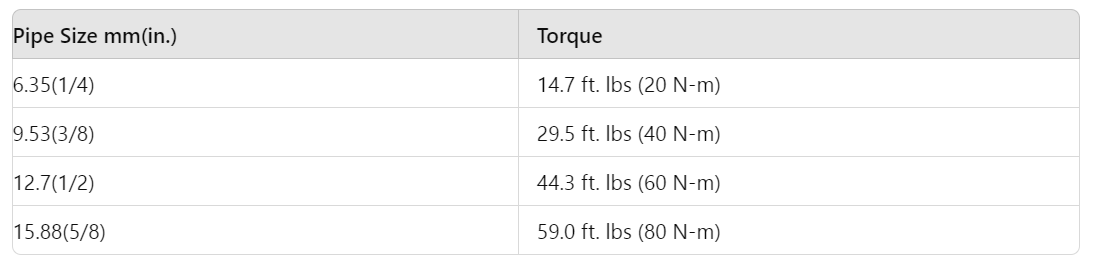 Pipe Size mm(in.) Torque
6.35(1/4) 14.7 ft. lbs (20 N-m)
9.53(3/8) 29.5 ft. lbs (40 N-m)
12.7(1/2) 44.3 ft. lbs (60 N-m)
15.88(5/8) 59.0 ft. lbs (80 N-m)